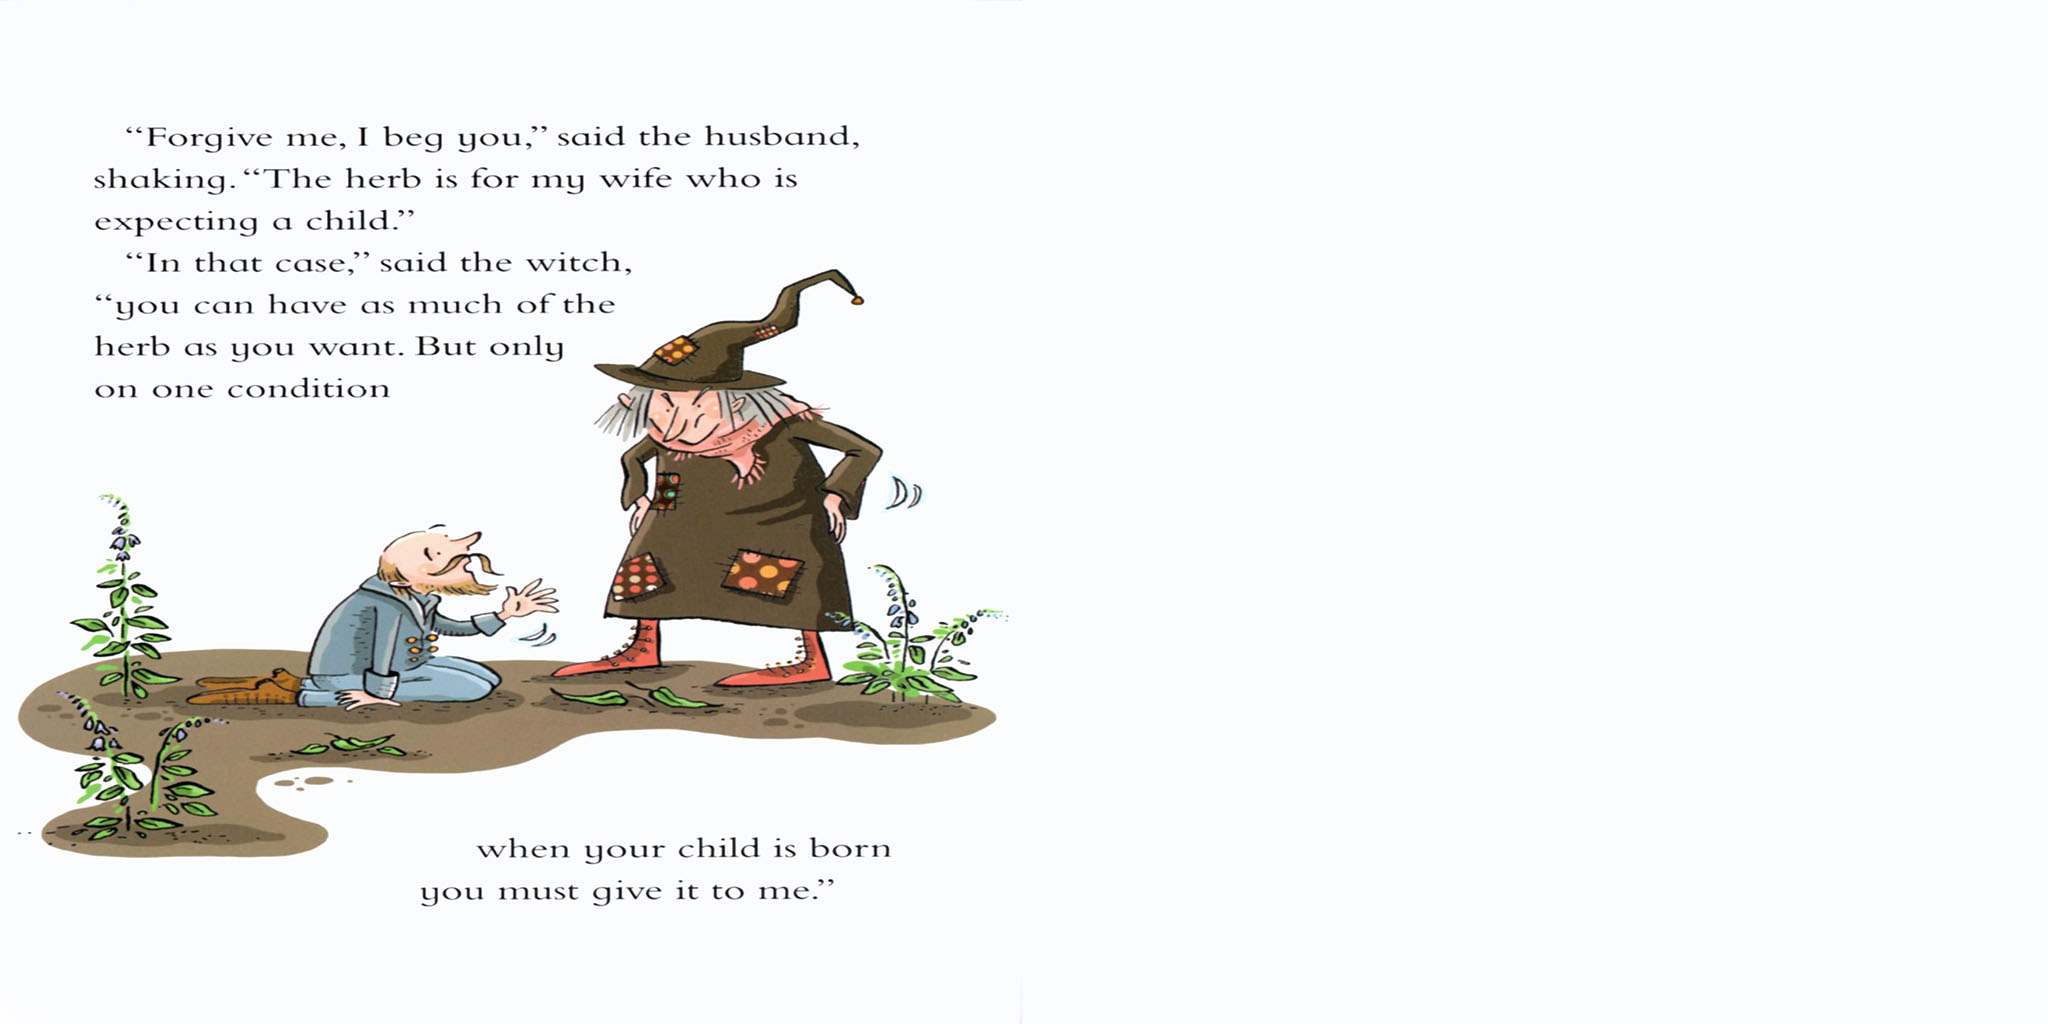 “Forgive me, I beg you,” said the husband,
shaking. “The herb is for my wife who is
expecting a child.”
“In that case,” said the witch,
“you can have as much of the
herb as you want. But only
on one condition
when your child is born
you must give it to me.”